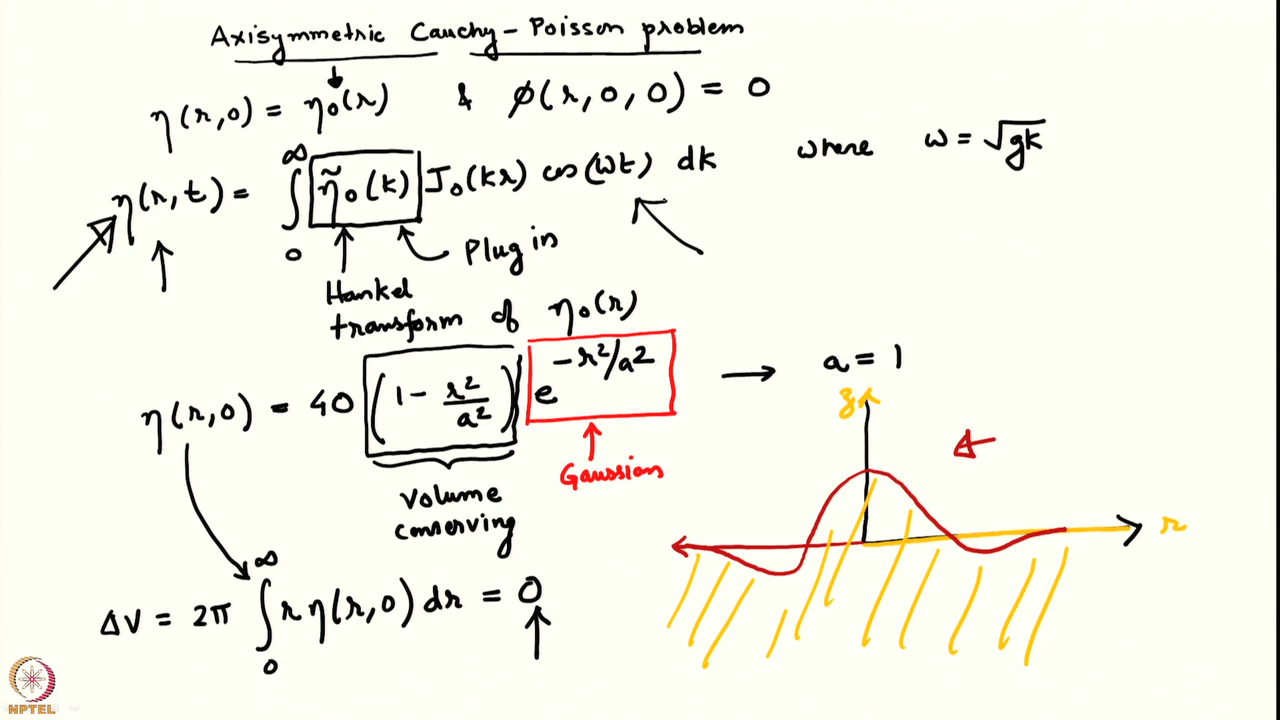 Axisymmetric Cauchy-Poisson problem
η(r,0) = η₀(r) & φ(r,0,0) = 0
η(r,t) = ∫₀^∞ η̃₀(k) J₀(kr) cos(ωt) dk where ω = √gk
Plug in
Hankel
transform of η₀(r)
η(r,0) = 40 (1 - r²/a²) e^(-r²/a²) → a = 1
z
Gaussian
Volume
conserving
r
ΔV = 2π ∫₀^∞ r η(r,0) dr = 0
NPTEL